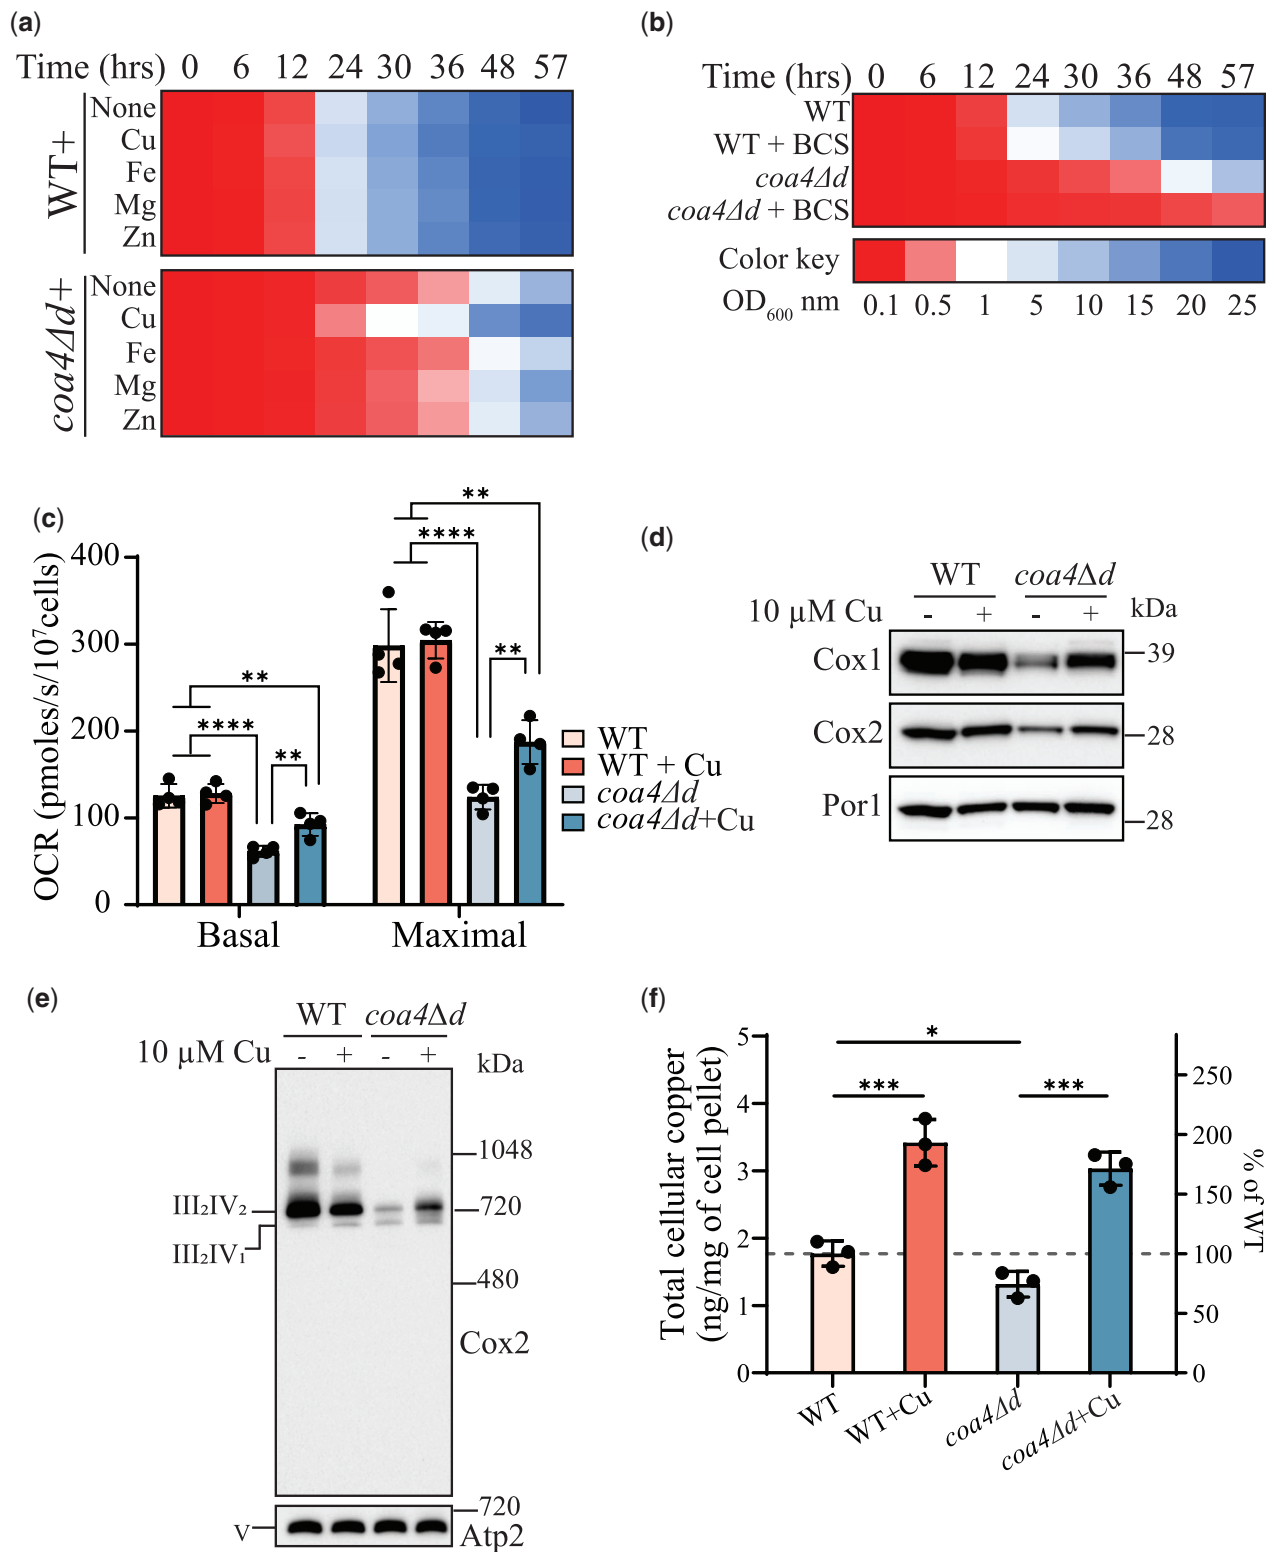 (a)
Time (hrs) 0 6 12 24 30 36 48 57
WT+
None
Cu
Fe
Mg
Zn
coa4Δd+
None
Cu
Fe
Mg
Zn
(b)
Time (hrs) 0 6 12 24 30 36 48 57
WT
WT + BCS
coa4Δd
coa4Δd + BCS
Color key
OD600 nm 0.1 0.5 1 5 10 15 20 25
(c)
OCR (pmoles/s/10⁷cells)
400
300
200
100
0
** **** **
** **** **
Basal Maximal
WT
WT + Cu
coa4Δd
coa4Δd+Cu
(d)
WT coa4Δd
10 µM Cu - + - + kDa
Cox1 39
Cox2 28
Por1 28
(e)
WT coa4Δd
10 µM Cu - + - + kDa
1048
III₂IV₂ 720
III₂IV₁
480
Cox2
720
V Atp2
(f)
Total cellular copper
(ng/mg of cell pellet)
5
4
3
2
1
0
*
*** ***
250
200
150
100
50
0
% of WT
WT
WT+Cu
coa4Δd
coa4Δd+Cu